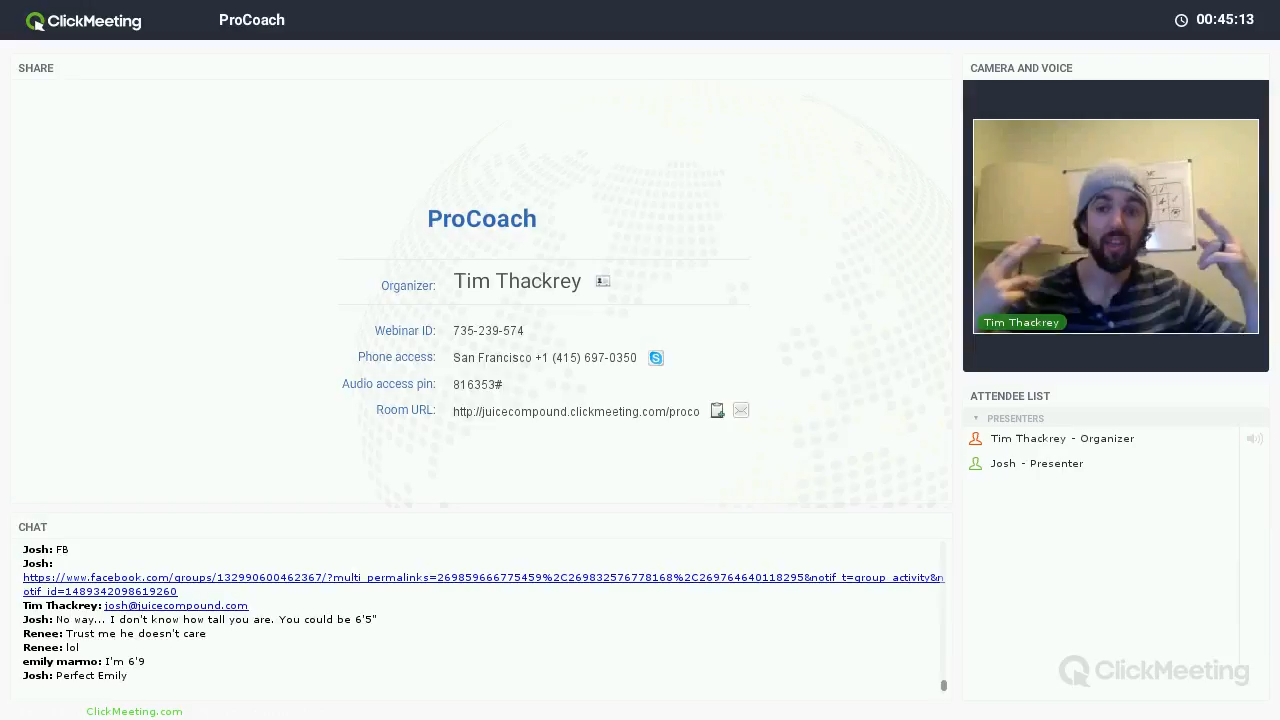 ClickMeeting
ProCoach
00:45:13
SHARE
CAMERA AND VOICE
ProCoach
Organizer: Tim Thackrey
Webinar ID: 735-239-574
Phone access: San Francisco +1 (415) 697-0350
Audio access pin: 816353#
Room URL: http://juicecompound.clickmeeting.com/proco
Tim Thackrey
ATTENDEE LIST
PRESENTERS
Tim Thackrey - Organizer
Josh - Presenter
CHAT
Josh: FB
Josh:
https://www.facebook.com/groups/132990600462367/?multi_permalinks=269859666775459%2C269832576778168%2C269764640118295&notif_t=group_activity&n
otif_id=1489342098619260
Tim Thackrey: josh@juicecompound.com
Josh: No way... I don't know how tall you are. You could be 6'5"
Renee: Trust me he doesn't care
Renee: lol
emily marmo: I'm 6'9
Josh: Perfect Emily
ClickMeeting
ClickMeeting.com